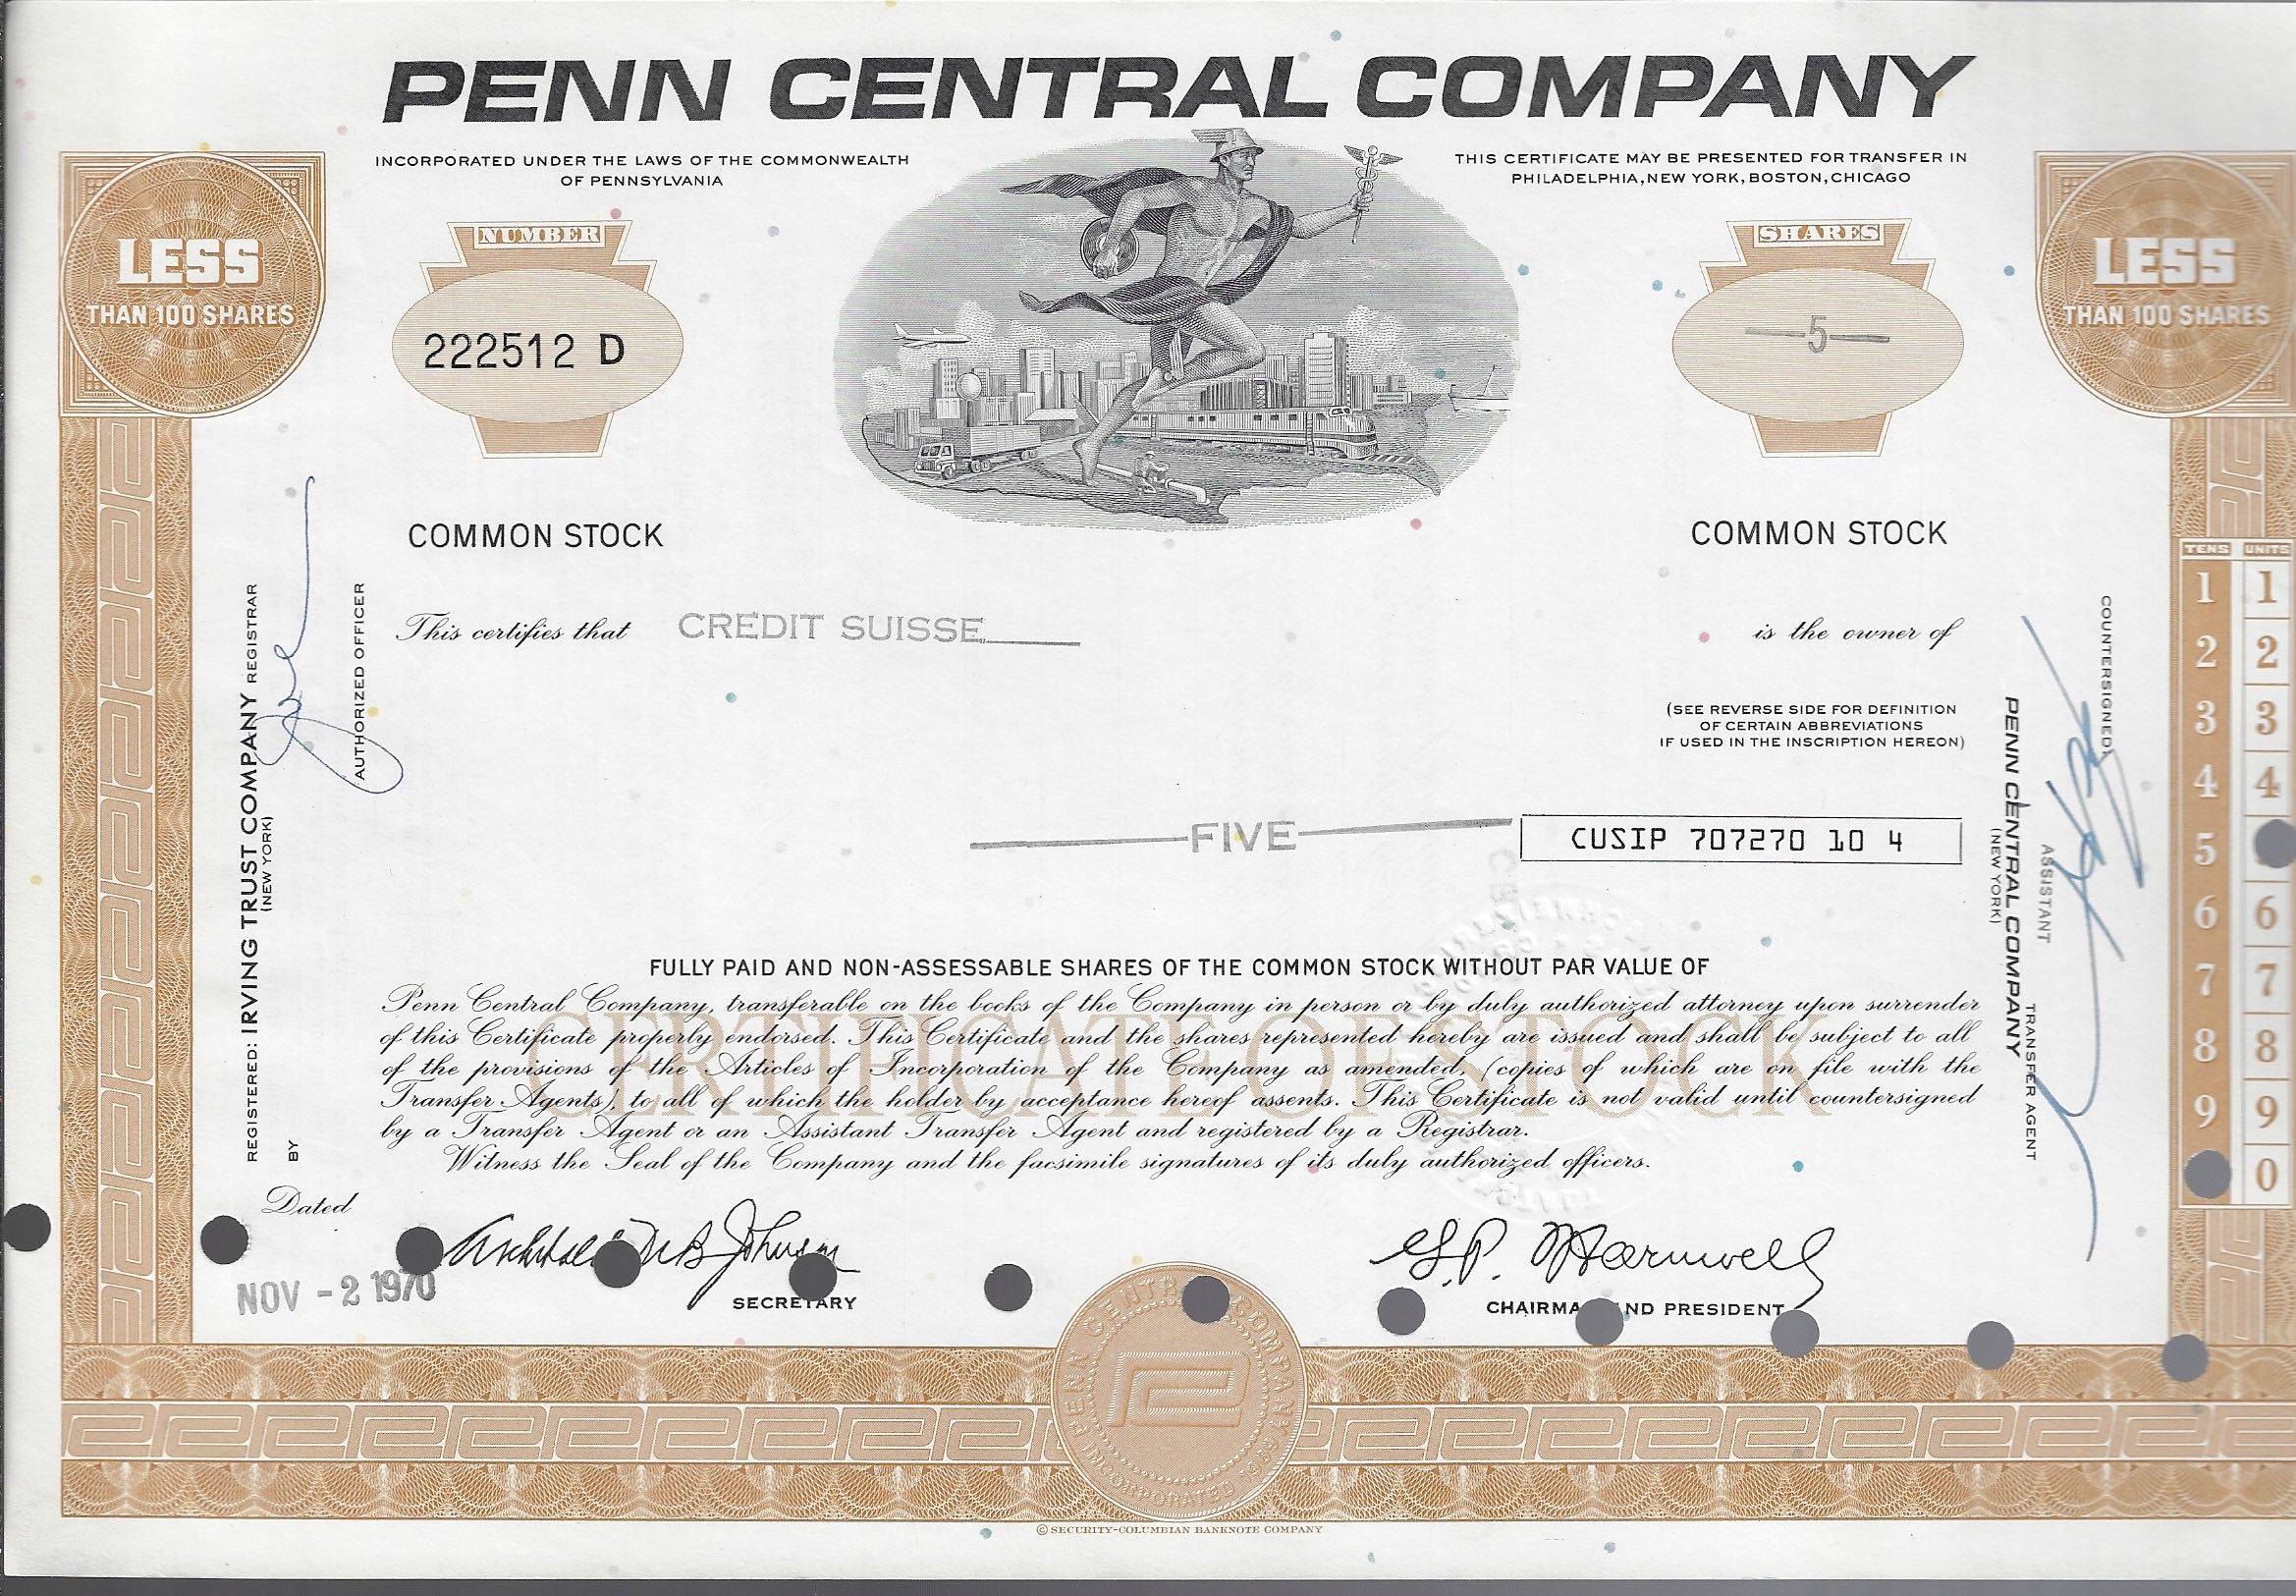 PENN CENTRAL COMPANY
INCORPORATED UNDER THE LAWS OF THE COMMONWEALTH
OF PENNSYLVANIA
THIS CERTIFICATE MAY BE PRESENTED FOR TRANSFER IN
PHILADELPHIA, NEW YORK, BOSTON, CHICAGO
LESS
THAN 100 SHARES
NUMBER
222512 D
SHARES
—5—
LESS
THAN 100 SHARES
COMMON STOCK
COMMON STOCK
This certifies that CREDIT SUISSE
is the owner of
(SEE REVERSE SIDE FOR DEFINITION
OF CERTAIN ABBREVIATIONS
IF USED IN THE INSCRIPTION HEREON)
FIVE
CUSIP 707270 10 4
CERTIFICATE OF STOCK
FULLY PAID AND NON-ASSESSABLE SHARES OF THE COMMON STOCK WITHOUT PAR VALUE OF
Penn Central Company, transferable on the books of the Company in person or by duly authorized attorney upon surrender
of this Certificate properly endorsed. This Certificate and the shares represented hereby are issued and shall be subject to all
of the provisions of the Articles of Incorporation of the Company as amended, (copies of which are on file with the
Transfer Agents), to all of which the holder by acceptance hereof assents. This Certificate is not valid until countersigned
by a Transfer Agent or an Assistant Transfer Agent and registered by a Registrar.
Witness the Seal of the Company and the facsimile signatures of its duly authorized officers.
Dated
NOV - 2 1970
SECRETARY
CHAIRMAN AND PRESIDENT
REGISTERED: IRVING TRUST COMPANY REGISTRAR
(NEW YORK)
BY
AUTHORIZED OFFICER
COUNTERSIGNED:
PENN CENTRAL COMPANY
(NEW YORK)
ASSISTANT
TRANSFER AGENT
TENS UNITS
1 1
2 2
3 3
4 4
5
6 6
7 7
8 8
9 9
0
PENN CENTRAL COMPANY
INCORPORATED
© SECURITY-COLUMBIAN BANKNOTE COMPANY